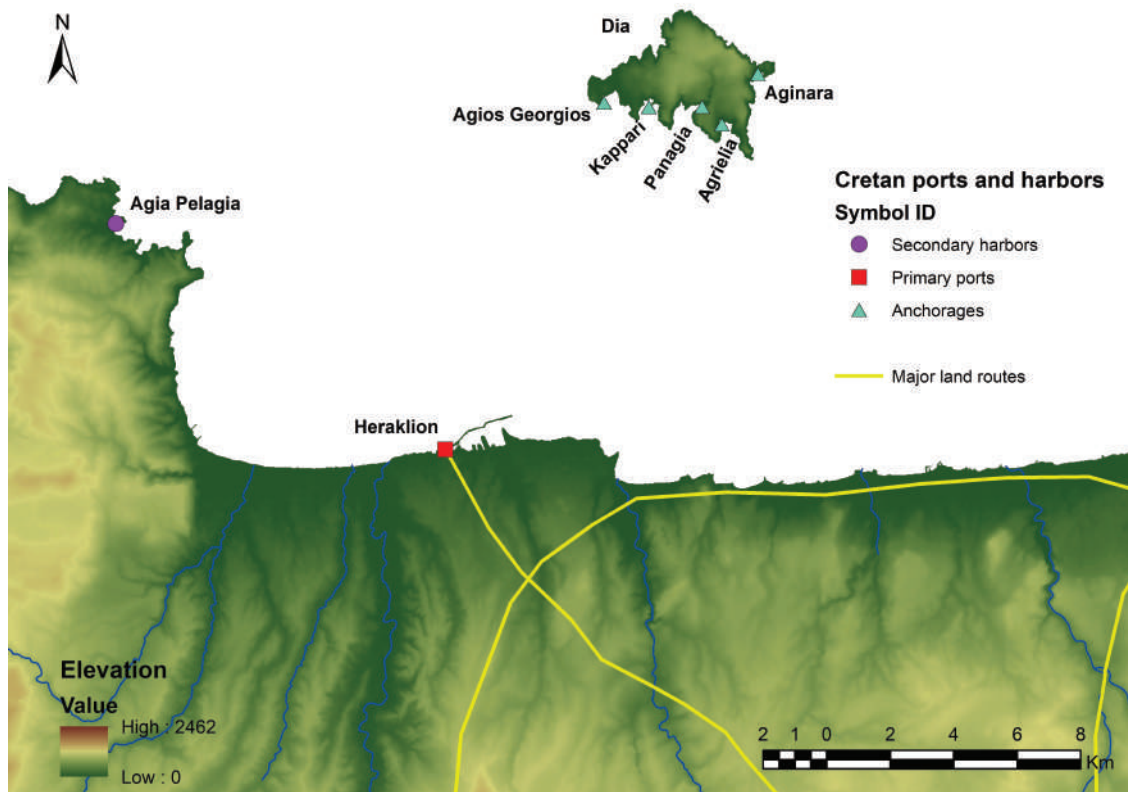 N
Dia
Agios Georgios
Kappari
Panagia
Agrielia
Aginara
Agia Pelagia
Heraklion
Cretan ports and harbors
Symbol ID
Secondary harbors
Primary ports
Anchorages
Major land routes
Elevation
Value
High : 2462
Low : 0
2 1 0 2 4 6 8
Km